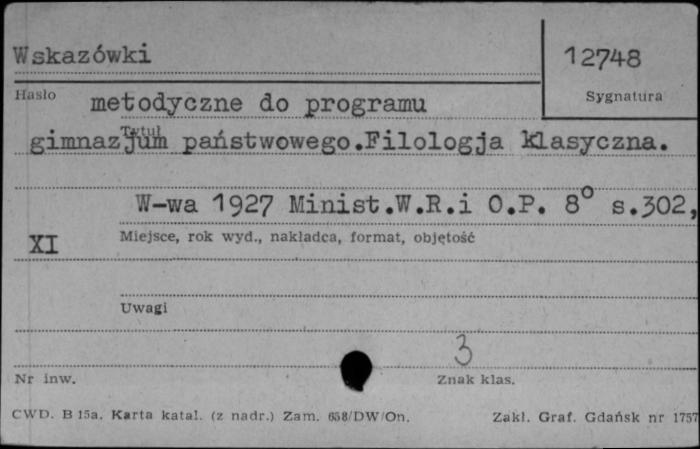 Wskazówki
12748
Hasło
Sygnatura
metodyczne do programu
Tytuł
gimnazjum państwowego.Filologja klasyczna.
W-wa 1927 Minist.W.R.i O.P. 8° s.302,
XI
Miejsce, rok wyd., nakładca, format, objętość
Uwagi
3
Nr inw.
Znak klas.
CWD. B 15a. Karta katal. (z nadr.) Zam. 658/DW/On.
Zakł. Graf. Gdańsk nr 1757